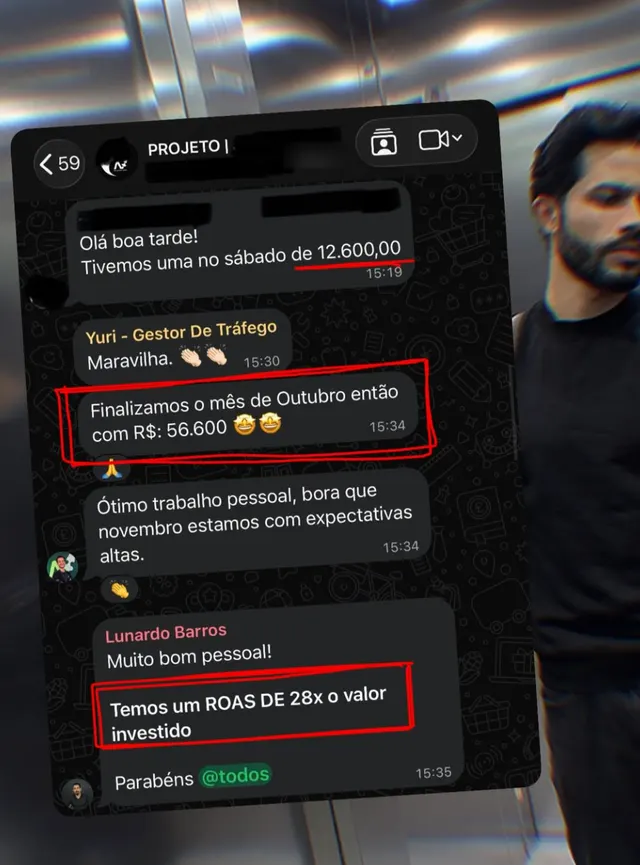 59
PROJETO |
Olá boa tarde!
Tivemos uma no sábado de 12.600,00
15:19
Yuri - Gestor De Tráfego
Maravilha. 👏🏻👏🏻
15:30
Finalizamos o mês de Outubro então
com R$: 56.600 🤩🤩
15:34
🙏
Ótimo trabalho pessoal, bora que
novembro estamos com expectativas
altas.
15:34
👏
Lunardo Barros
Muito bom pessoal!
Temos um ROAS DE 28x o valor
investido
Parabéns @todos
15:35